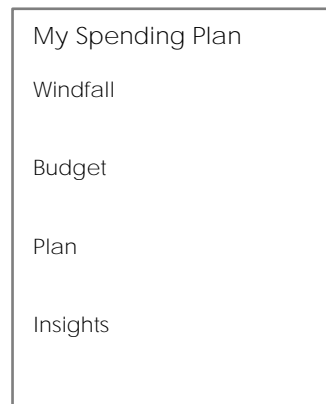 My Spending Plan
Windfall
Budget
Plan
Insights